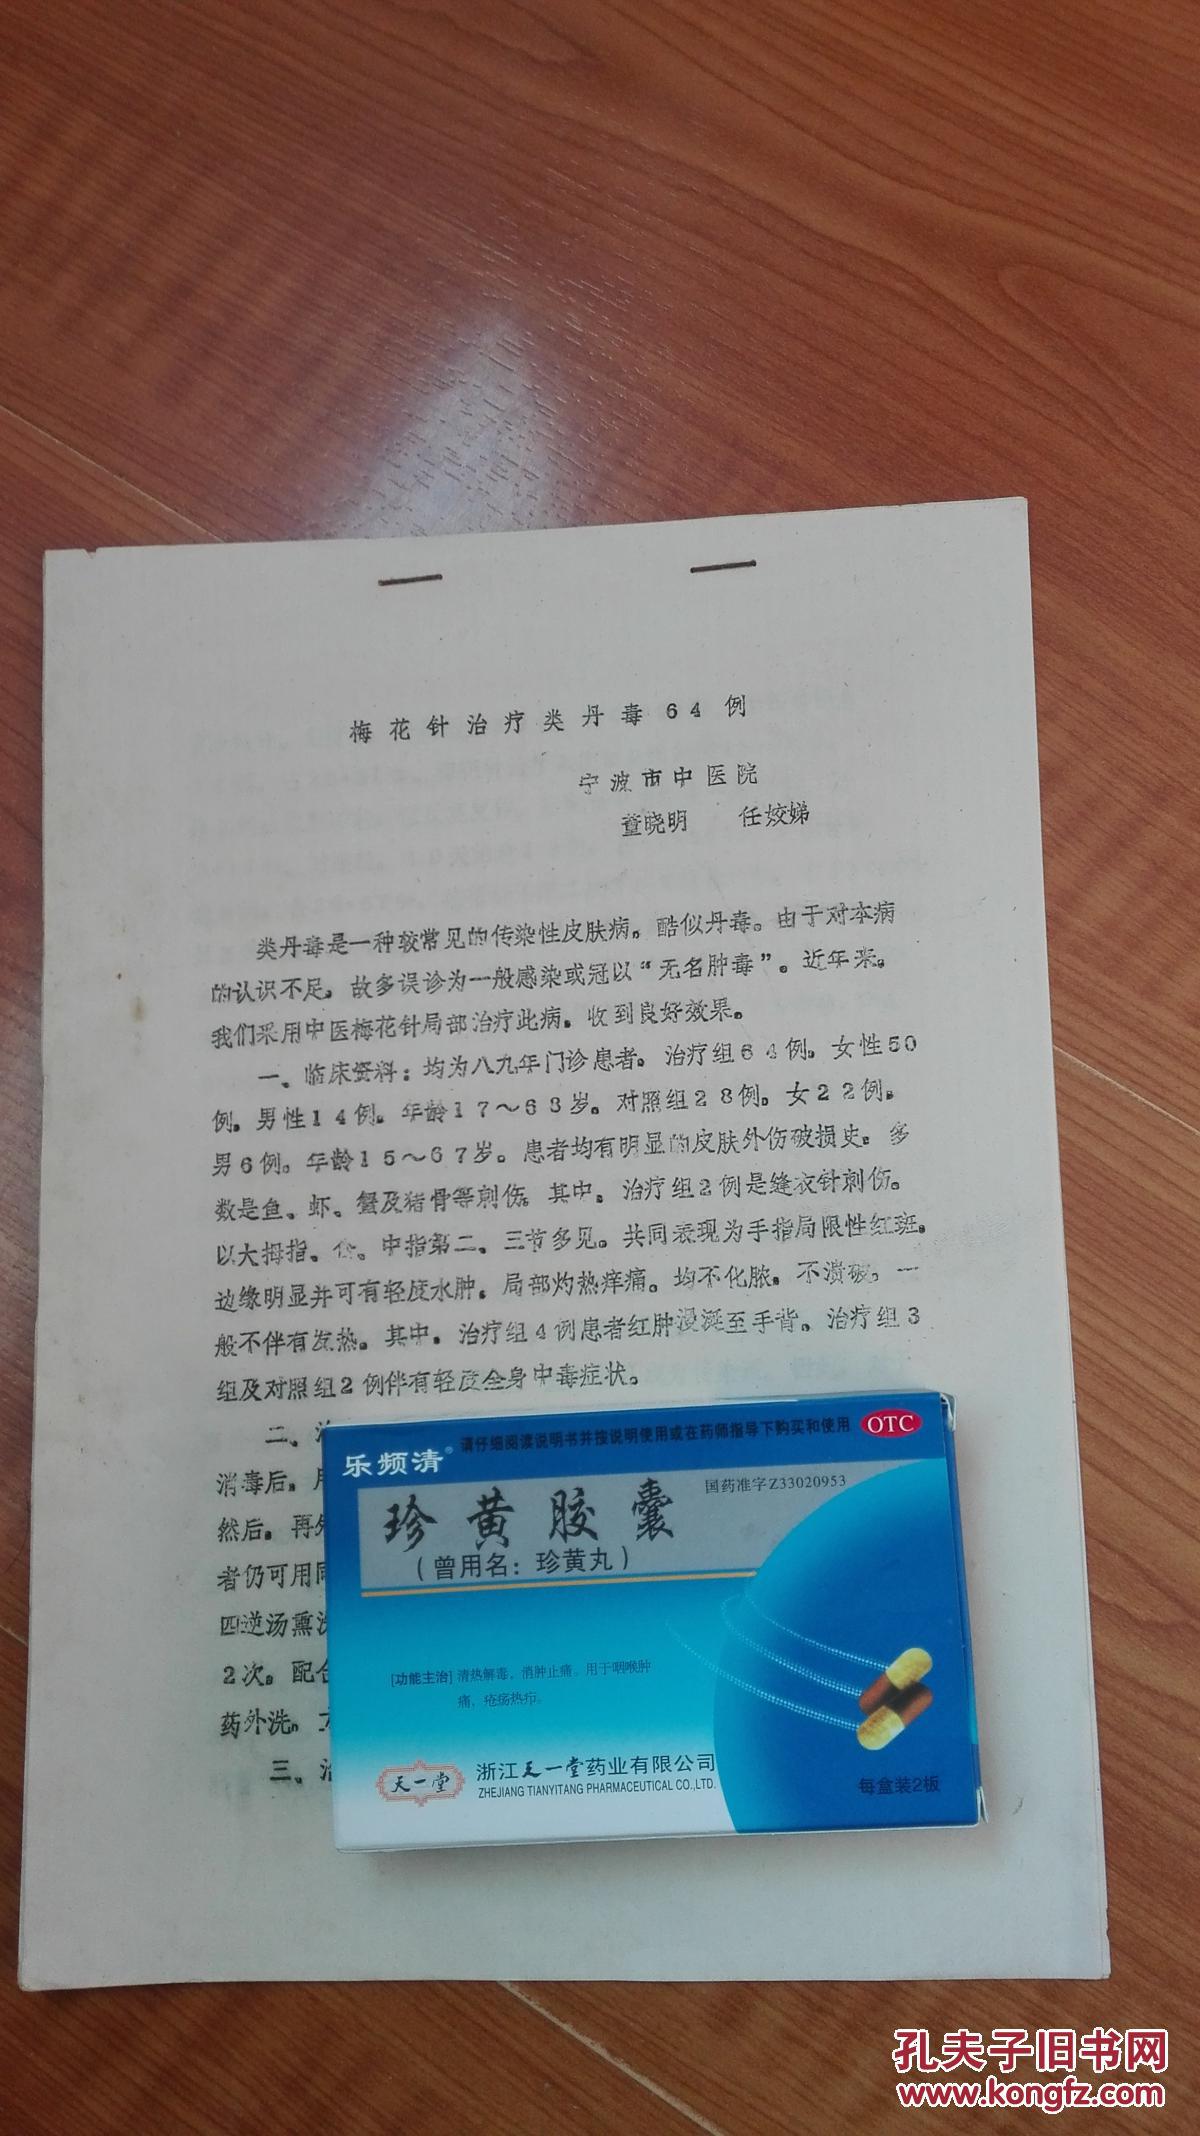 梅花针治疗类丹毒64例
宁波市中医院
童晓明 任姣娣
类丹毒是一种较常见的传染性皮肤病。酷似丹毒。由于对本病
的认识不足。故多误诊为一般感染或冠以“无名肿毒”。近年来。
我们采用中医梅花针局部治疗此病。收到良好效果。
一、临床资料：均为八九年门诊患者。治疗组64例。女性50
例。男性14例。年龄17～63岁。对照组28例。女22例。
男6例。年龄15～67岁。患者均有明显的皮肤外伤破损史。多
数是鱼、虾、蟹及猪骨等刺伤。其中。治疗组2例是缝衣针刺伤。
以大拇指、食、中指第二、三节多见。共同表现为手指局限性红斑。
边缘明显并可有轻度水肿。局部灼热痒痛。均不化脓。不溃破。一
般不伴有发热。其中。治疗组4例患者红肿漫延至手背。治疗组3
组及对照组2例伴有轻度全身中毒症状。
二、
消毒后。
然后。再
者仍可用
四逆汤熏
2次。配
药外洗。
三、
请仔细阅读说明书并按说明使用或在药师指导下购买和使用
OTC
乐频清®
国药准字Z33020953
珍黄胶囊
（曾用名：珍黄丸）
[功能主治] 清热解毒，消肿止痛。用于咽喉肿
痛，疮疡热疖。
天一堂
浙江天一堂药业有限公司
ZHEJIANG TIANYITANG PHARMACEUTICAL CO.,LTD.
每盒装2板
孔夫子旧书网
www.kongfz.com